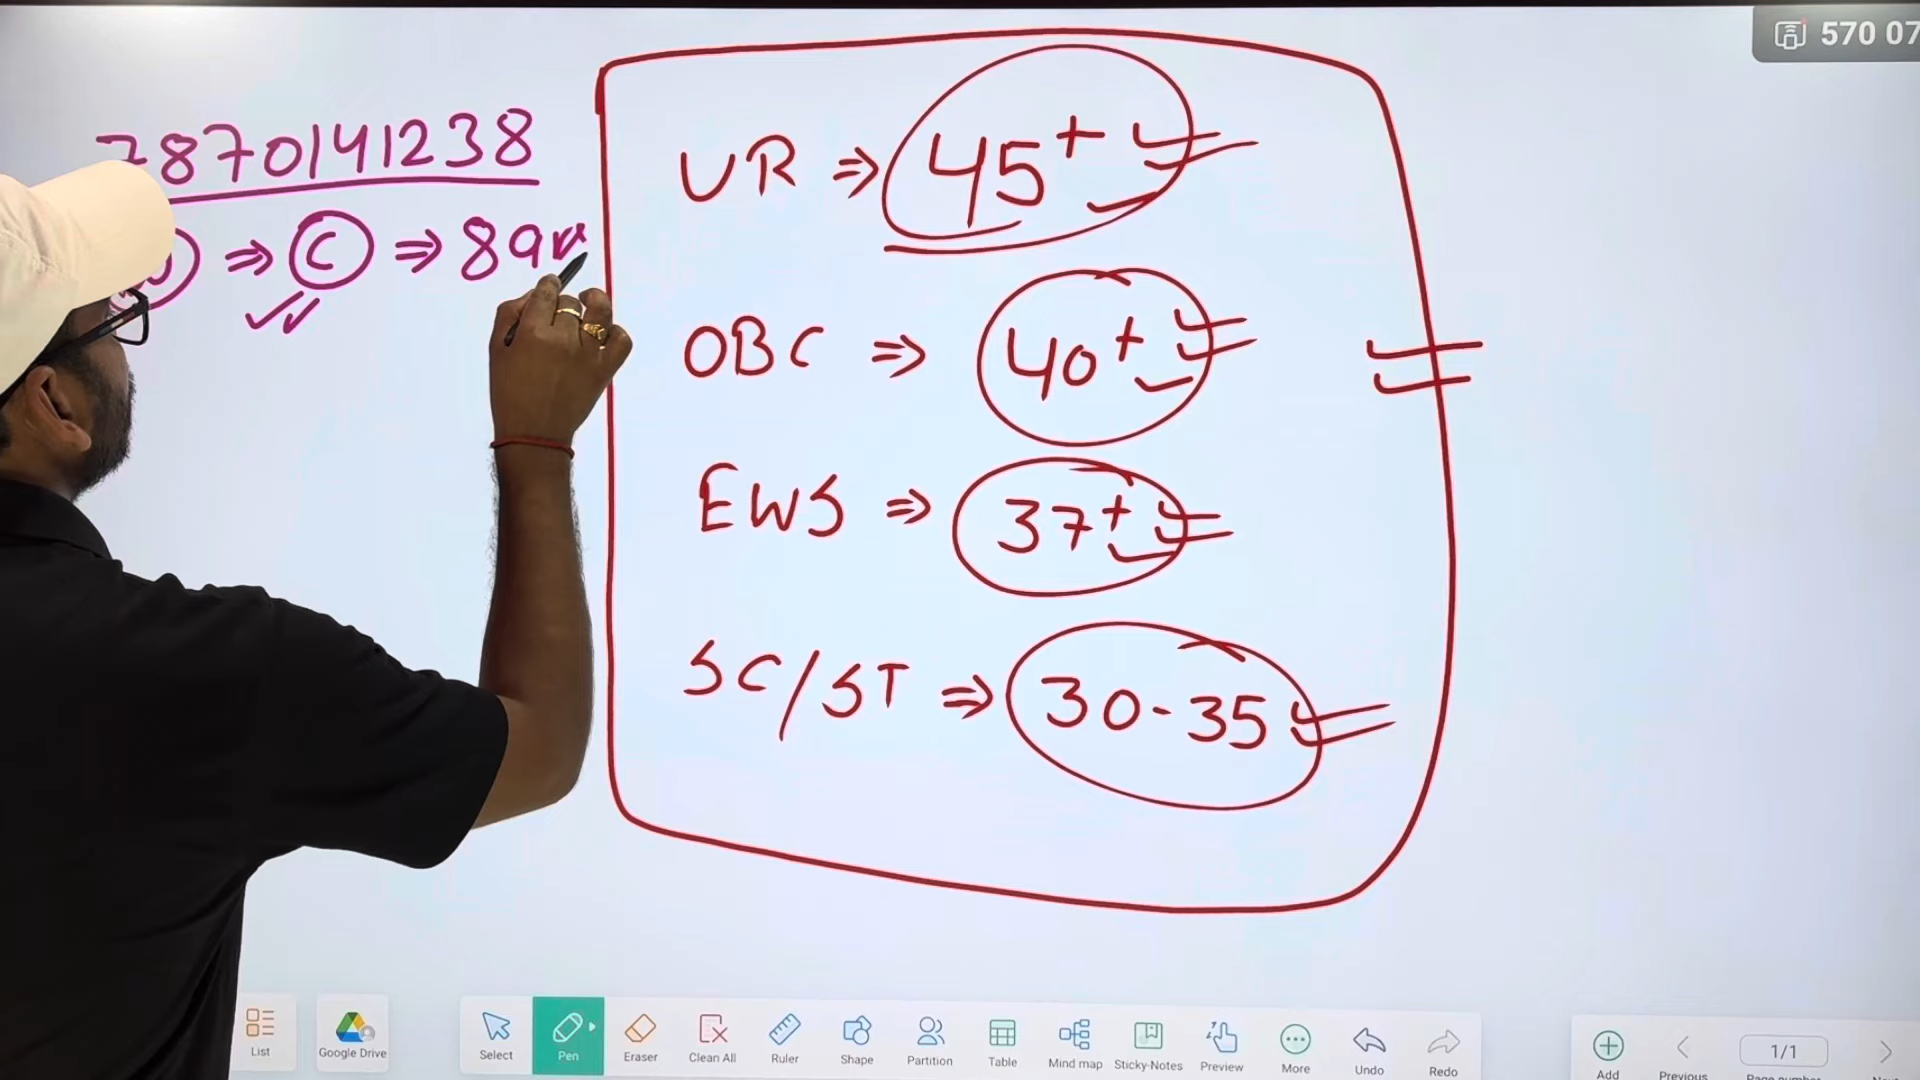 570 07
7870141238
⇒ C ⇒ 89
UR ⇒ 45+
OBC ⇒ 40+
EWS ⇒ 37+
SC/ST ⇒ 30-35
List
Google Drive
Select
Pen
Eraser
Clean All
Ruler
Shape
Partition
Table
Mind map
Sticky-Notes
Preview
More
Undo
Redo
Add
Previous
1/1
Page number